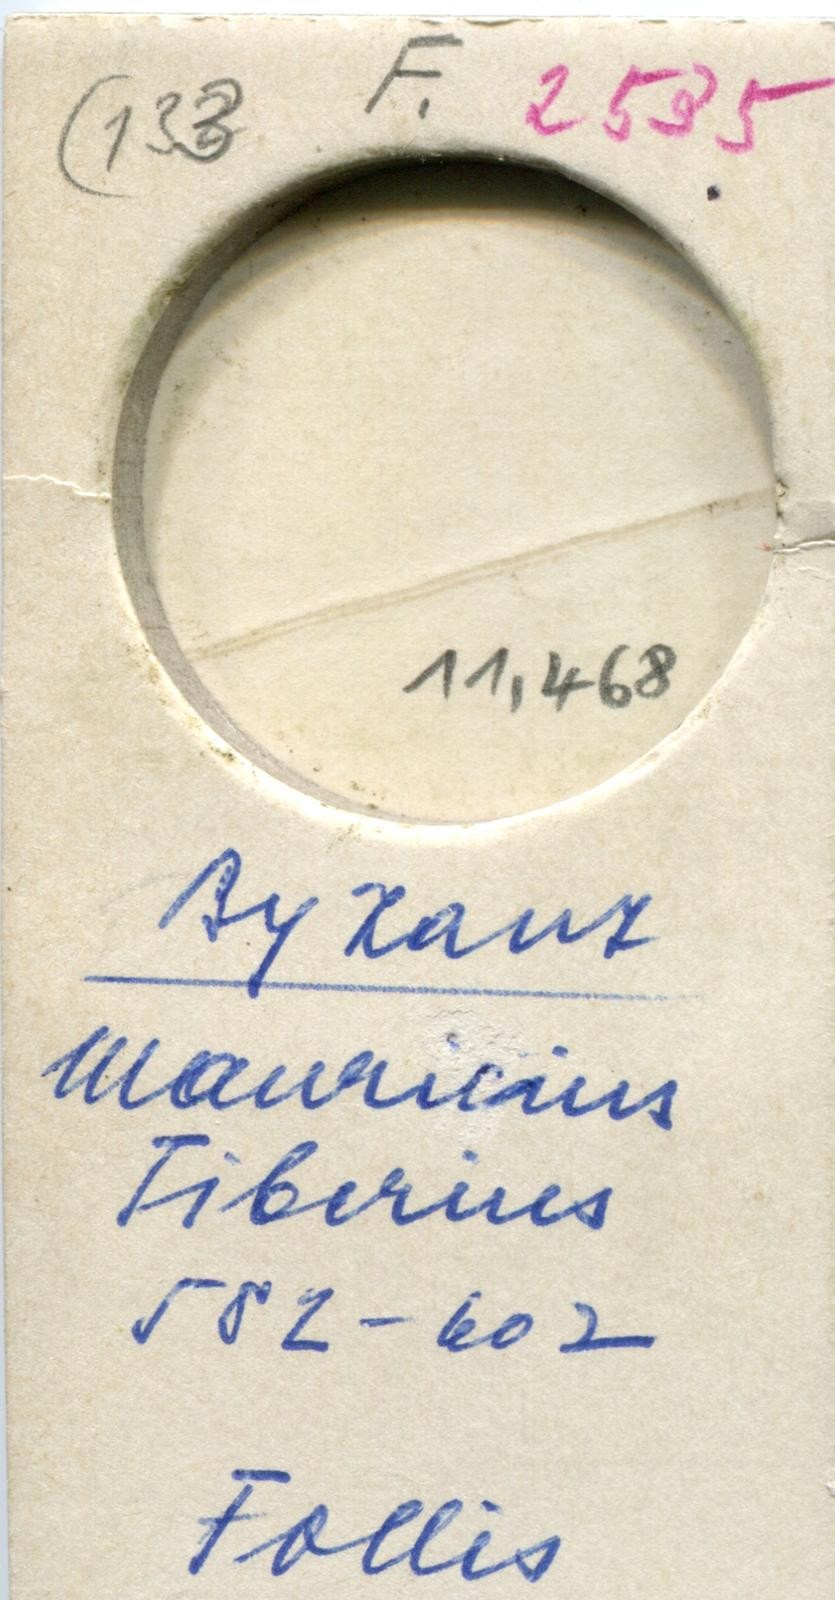 (133 F. 2535
11,468
Byzanz
Mauricius
Tiberius
582-602
Follis